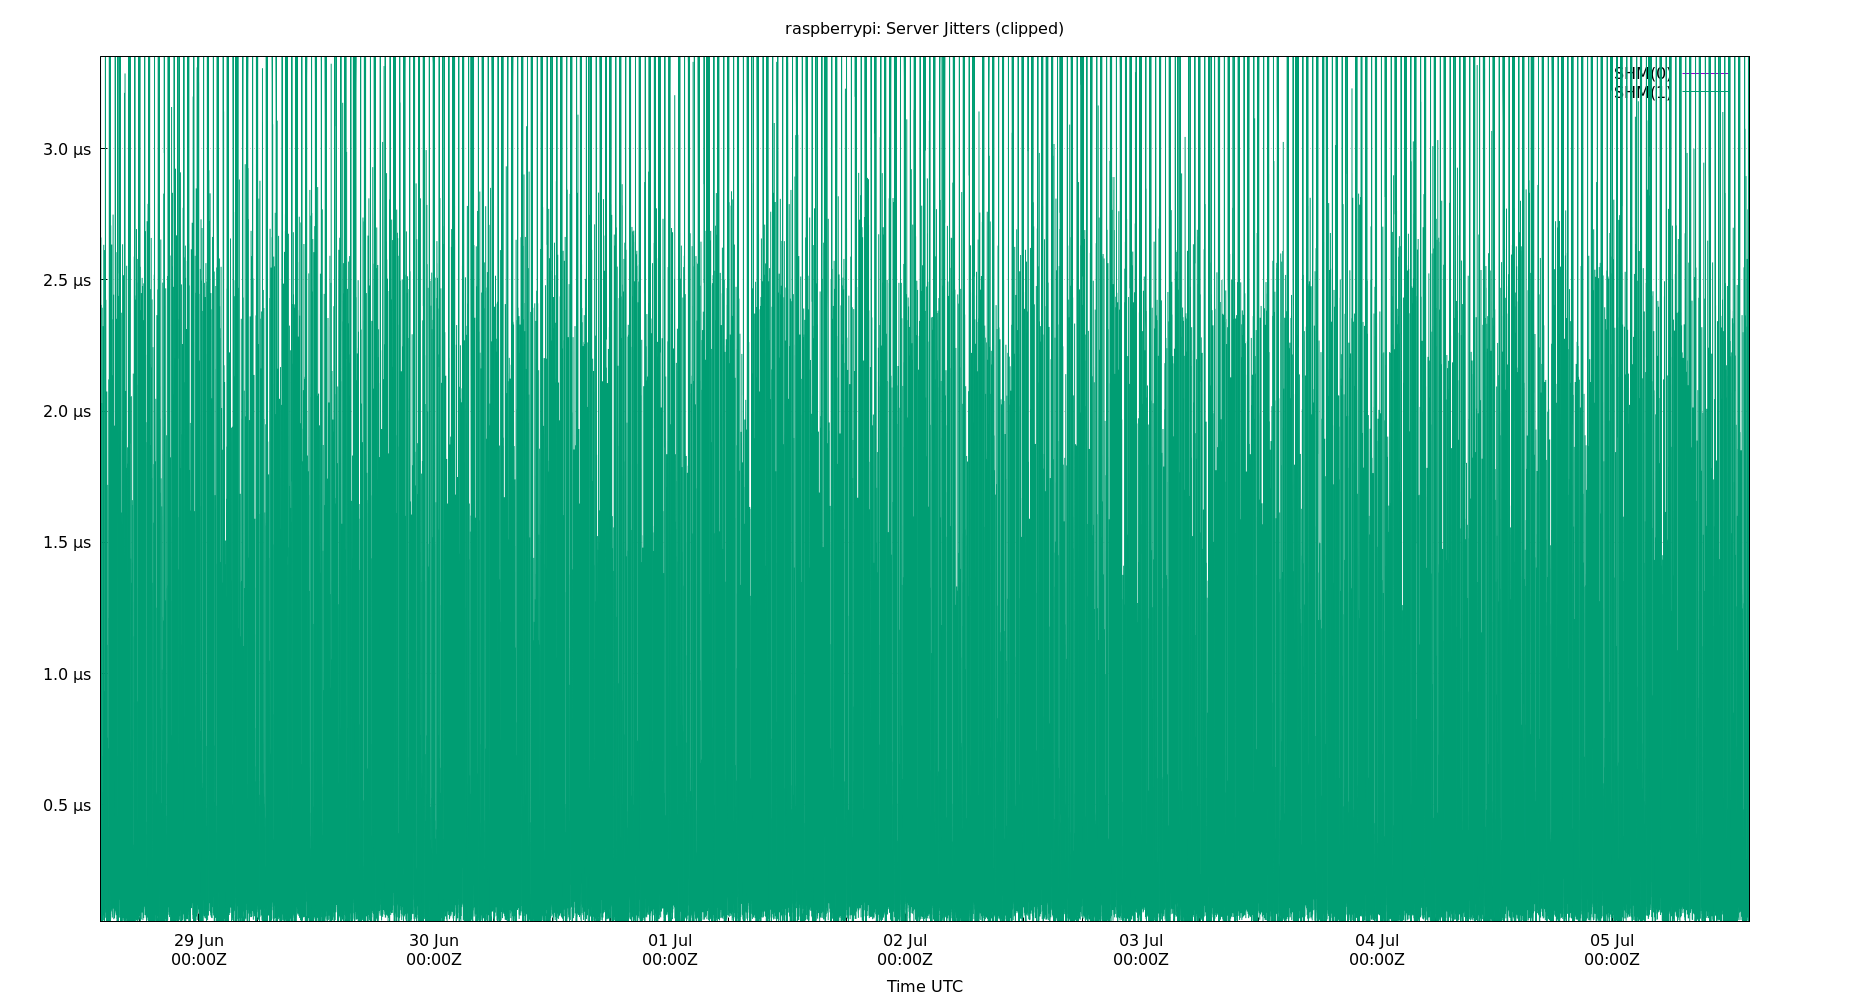 raspberrypi: Server Jitters (clipped)
SHM(0)
SHM(1)
3.0 µs
2.5 µs
2.0 µs
1.5 µs
1.0 µs
0.5 µs
29 Jun 30 Jun 01 Jul 02 Jul 03 Jul 04 Jul 05 Jul
00:00Z 00:00Z 00:00Z 00:00Z 00:00Z 00:00Z 00:00Z
Time UTC